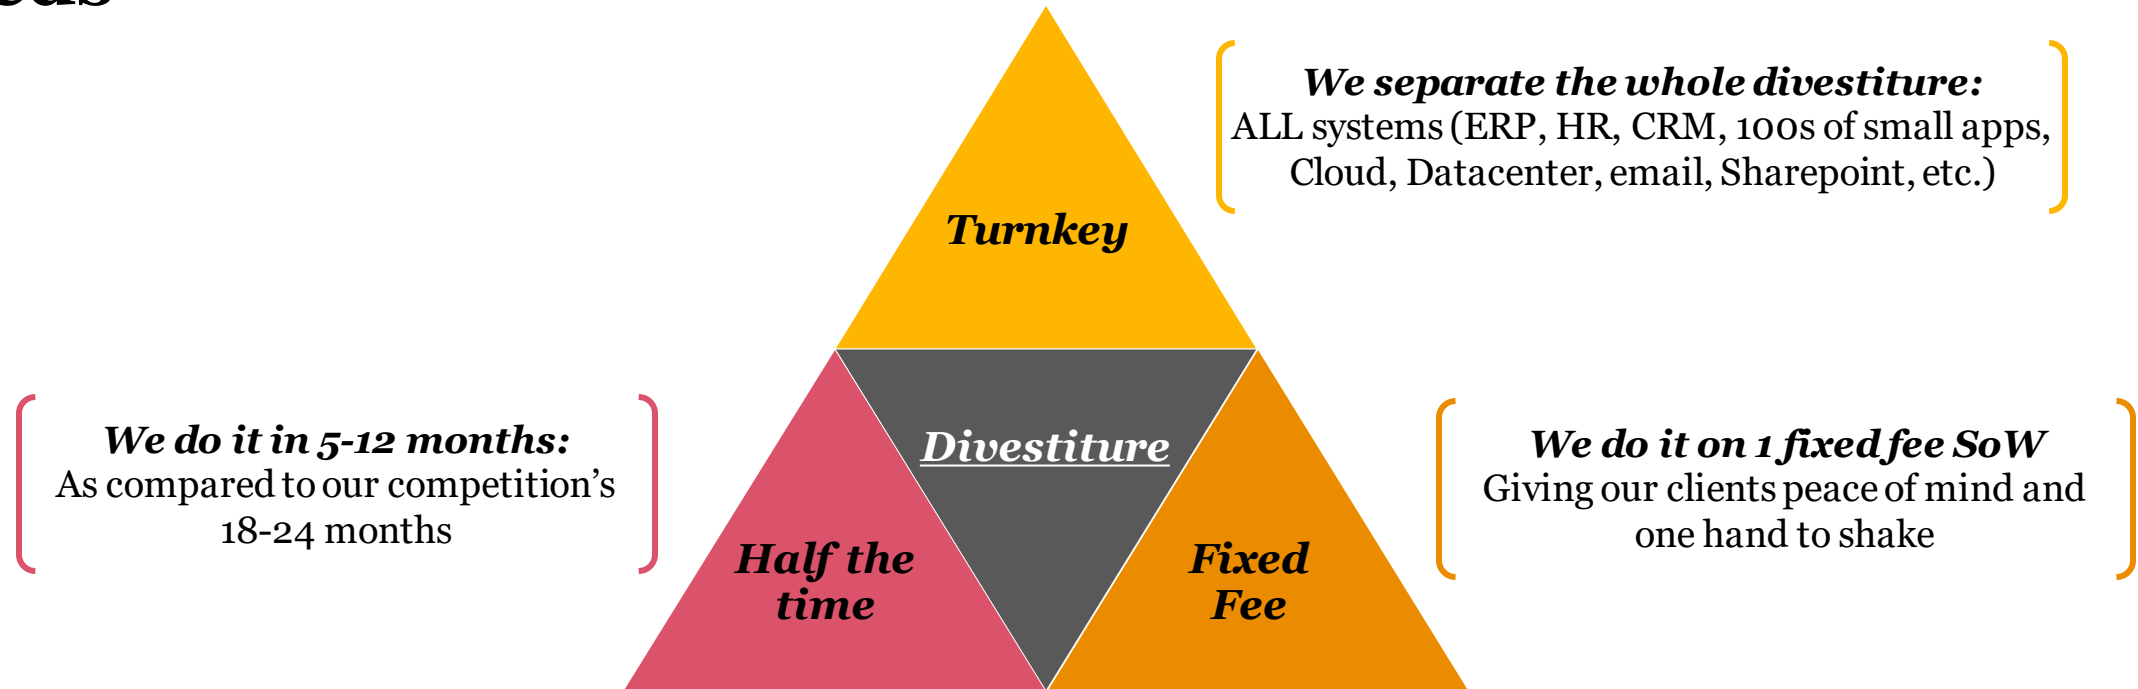 We separate the whole divestiture:
ALL systems (ERP, HR, CRM, 100s of small apps,
Cloud, Datacenter, email, Sharepoint, etc.)
Turnkey
Divestiture
We do it in 5-12 months:
As compared to our competition's
18-24 months
We do it on 1 fixed fee SoW
Giving our clients peace of mind and
one hand to shake
Half the
time
Fixed
Fee